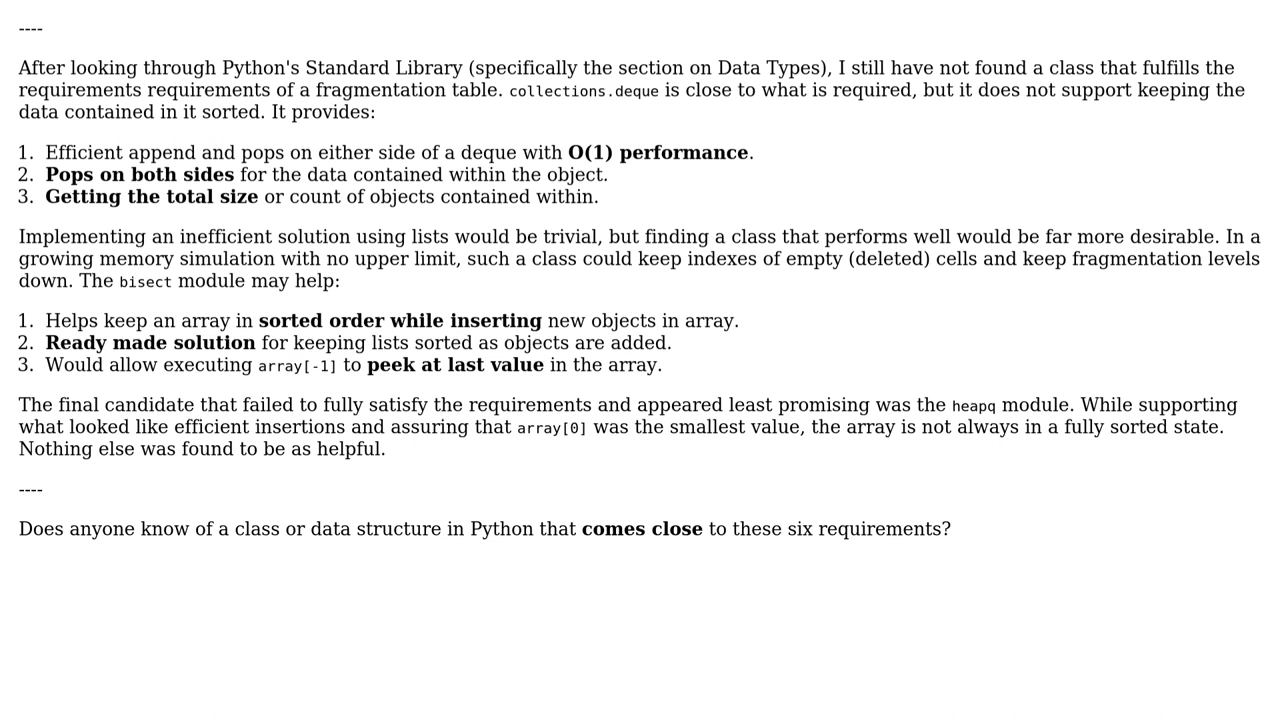 ----
After looking through Python's Standard Library (specifically the section on Data Types), I still have not found a class that fulfills the
requirements requirements of a fragmentation table. collections.deque is close to what is required, but it does not support keeping the
data contained in it sorted. It provides:
1. Efficient append and pops on either side of a deque with O(1) performance.
2. Pops on both sides for the data contained within the object.
3. Getting the total size or count of objects contained within.
Implementing an inefficient solution using lists would be trivial, but finding a class that performs well would be far more desirable. In a
growing memory simulation with no upper limit, such a class could keep indexes of empty (deleted) cells and keep fragmentation levels
down. The bisect module may help:
1. Helps keep an array in sorted order while inserting new objects in array.
2. Ready made solution for keeping lists sorted as objects are added.
3. Would allow executing array[-1] to peek at last value in the array.
The final candidate that failed to fully satisfy the requirements and appeared least promising was the heapq module. While supporting
what looked like efficient insertions and assuring that array[0] was the smallest value, the array is not always in a fully sorted state.
Nothing else was found to be as helpful.
----
Does anyone know of a class or data structure in Python that comes close to these six requirements?